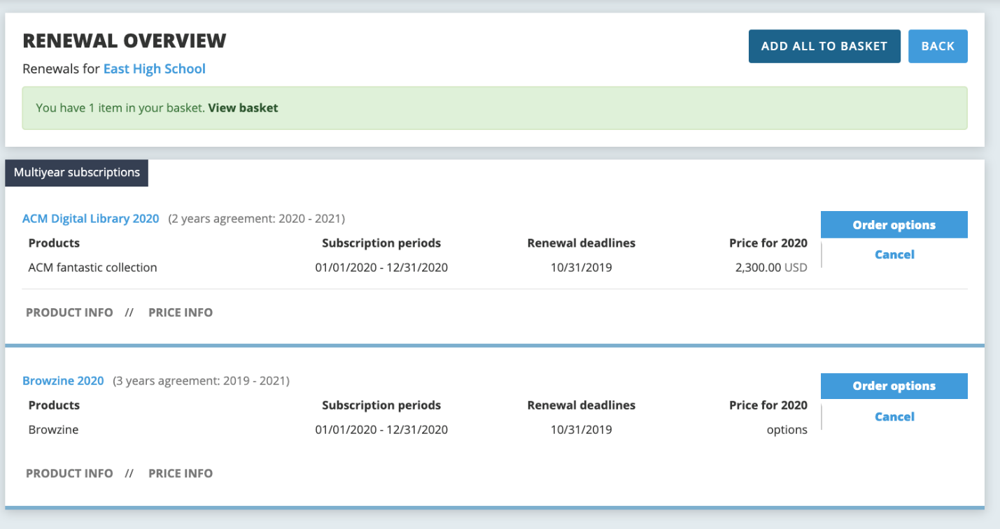 RENEWAL OVERVIEW
ADD ALL TO BASKET
BACK
Renewals for East High School
You have 1 item in your basket. View basket
Multiyear subscriptions
ACM Digital Library 2020 (2 years agreement: 2020 - 2021)
Order options
Products Subscription periods Renewal deadlines Price for 2020
Cancel
ACM fantastic collection 01/01/2020 - 12/31/2020 10/31/2019 2,300.00 USD
PRODUCT INFO // PRICE INFO
Browzine 2020 (3 years agreement: 2019 - 2021)
Order options
Products Subscription periods Renewal deadlines Price for 2020
Cancel
Browzine 01/01/2020 - 12/31/2020 10/31/2019 options
PRODUCT INFO // PRICE INFO